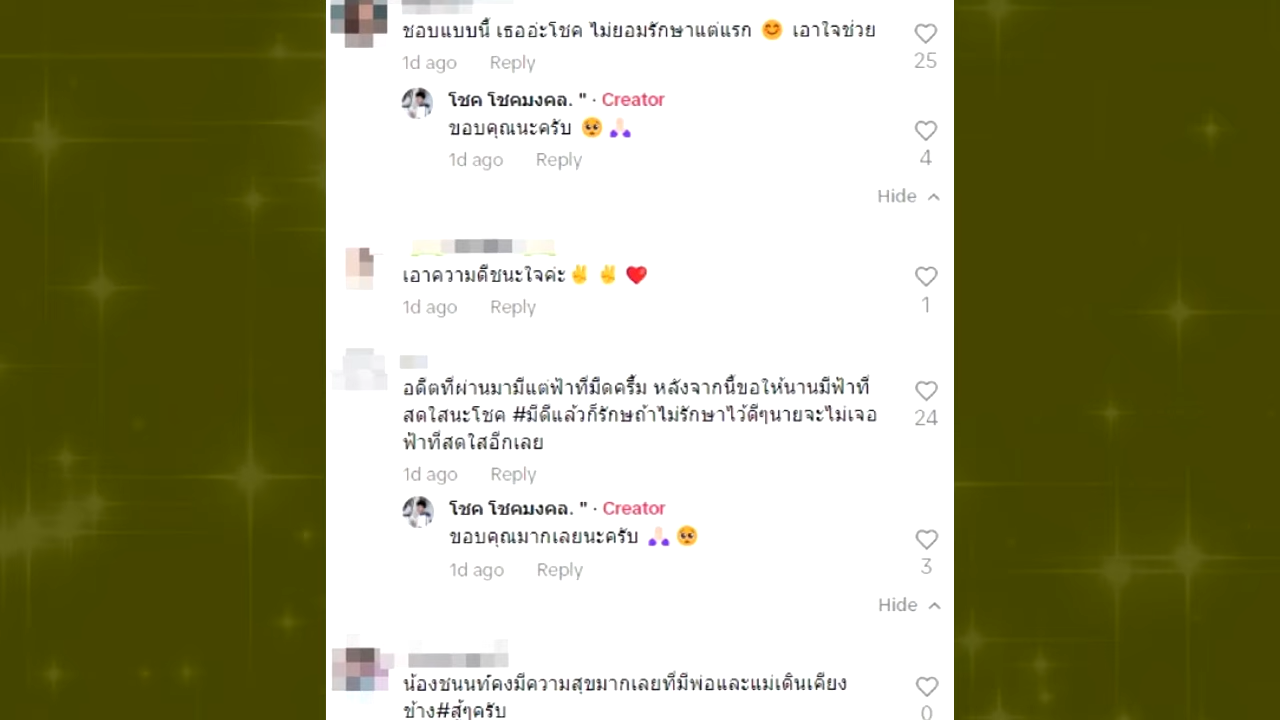 ชอบแบบนี้ เธออ่ะโชค ไม่ยอมรักษาแต่แรก 😊 เอาใจช่วย
25
1d ago Reply
โชค โชคมงคล. " · Creator
ขอบคุณนะครับ 🥺🙏🏻
4
1d ago Reply
Hide
เอาความดีชนะใจค่ะ✌️ ✌️ ❤️
1d ago Reply
1
อดีตที่ผ่านมามีแต่ฟ้าที่มืดครึ้ม หลังจากนี้ขอให้นานมีฟ้าที่
สดใสนะโชค #มีดีแล้วก็รักษถ้าไม่รักษาไว้ดีๆนายจะไม่เจอ
24
ฟ้าที่สดใสอีกเลย
1d ago Reply
โชค โชคมงคล. " · Creator
ขอบคุณมากเลยนะครับ 🙏🏻🥺
3
1d ago Reply
Hide
น้องชนนท์คงมีความสุขมากเลยที่มีพ่อและแม่เดินเคียง
ข้าง#สู้ๆครับ
0